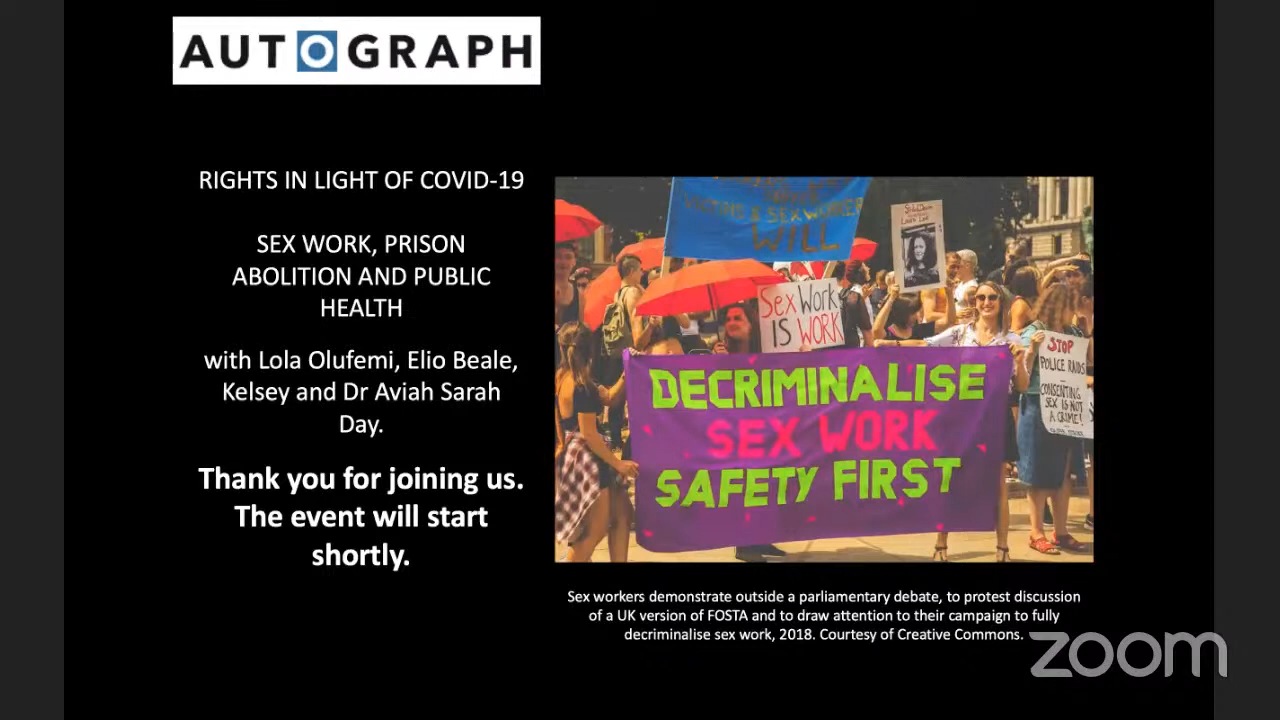 AUTOGRAPH
RIGHTS IN LIGHT OF COVID-19
SEX WORK, PRISON
ABOLITION AND PUBLIC
HEALTH
with Lola Olufemi, Elio Beale,
Kelsey and Dr Aviah Sarah
Day.
Thank you for joining us.
The event will start
shortly.
VICTIMS & SEXWORKER
WILL
Sex Work
IS WORK
DECRIMINALISE
SEX WORK
SAFETY FIRST
STOP
POLICE RAIDS
CONSENTING
SEX IS NOT
A CRIME!
Sex workers demonstrate outside a parliamentary debate, to protest discussion
of a UK version of FOSTA and to draw attention to their campaign to fully
decriminalise sex work, 2018. Courtesy of Creative Commons.
zoom